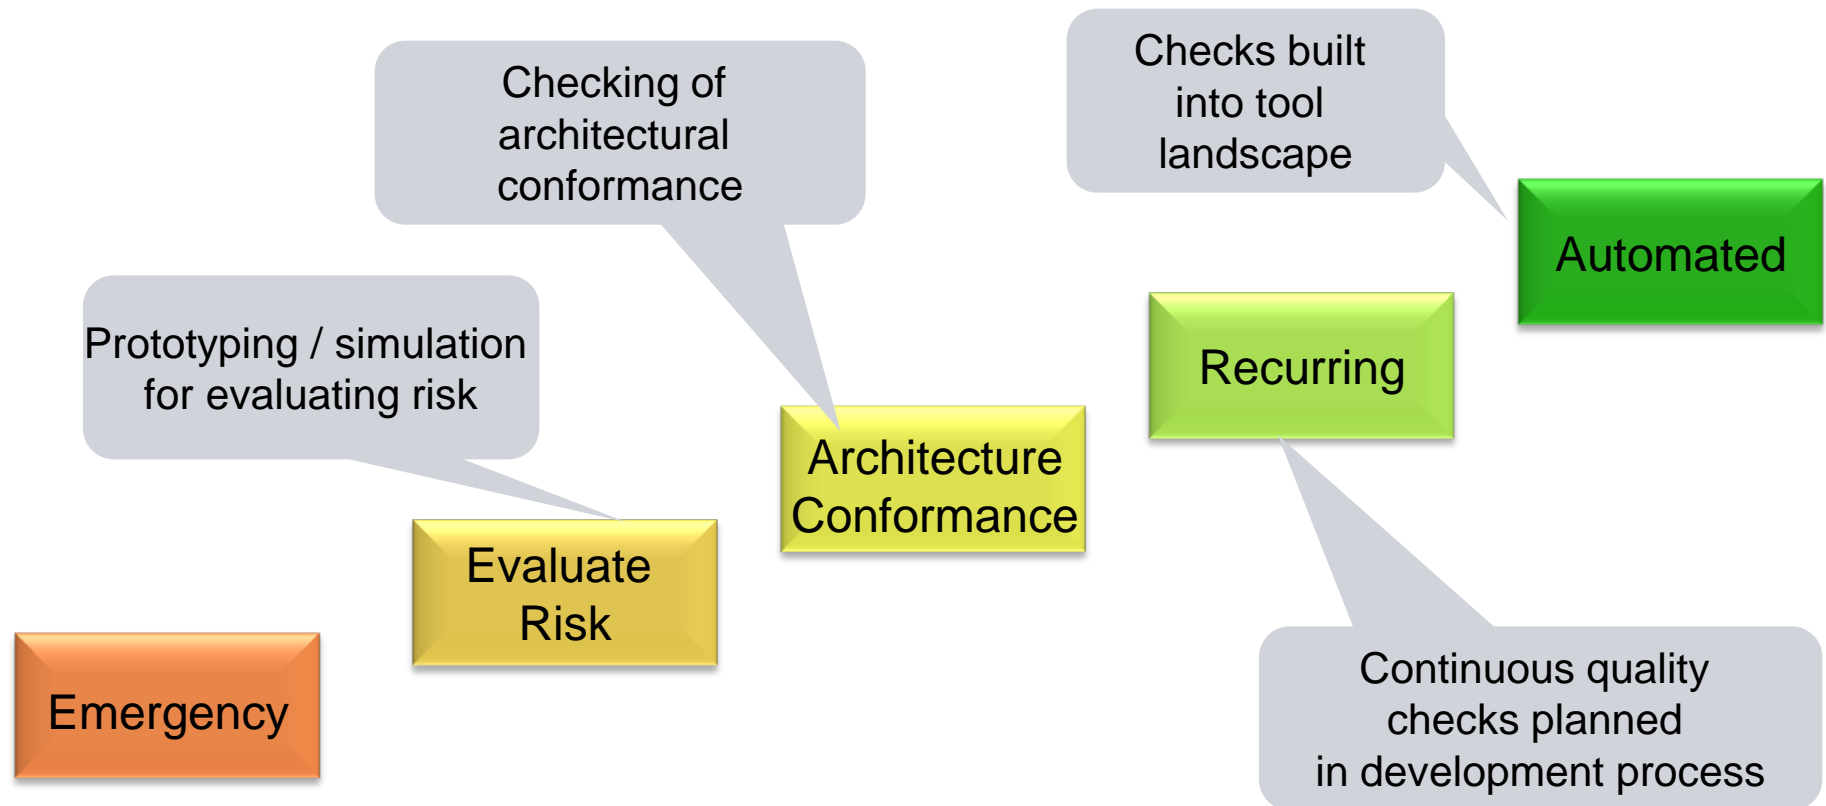 Checking of
architectural
conformance
Checks built
into tool
landscape
Automated
Prototyping / simulation
for evaluating risk
Recurring
Architecture
Conformance
Evaluate
Risk
Emergency
Continuous quality
checks planned
in development process